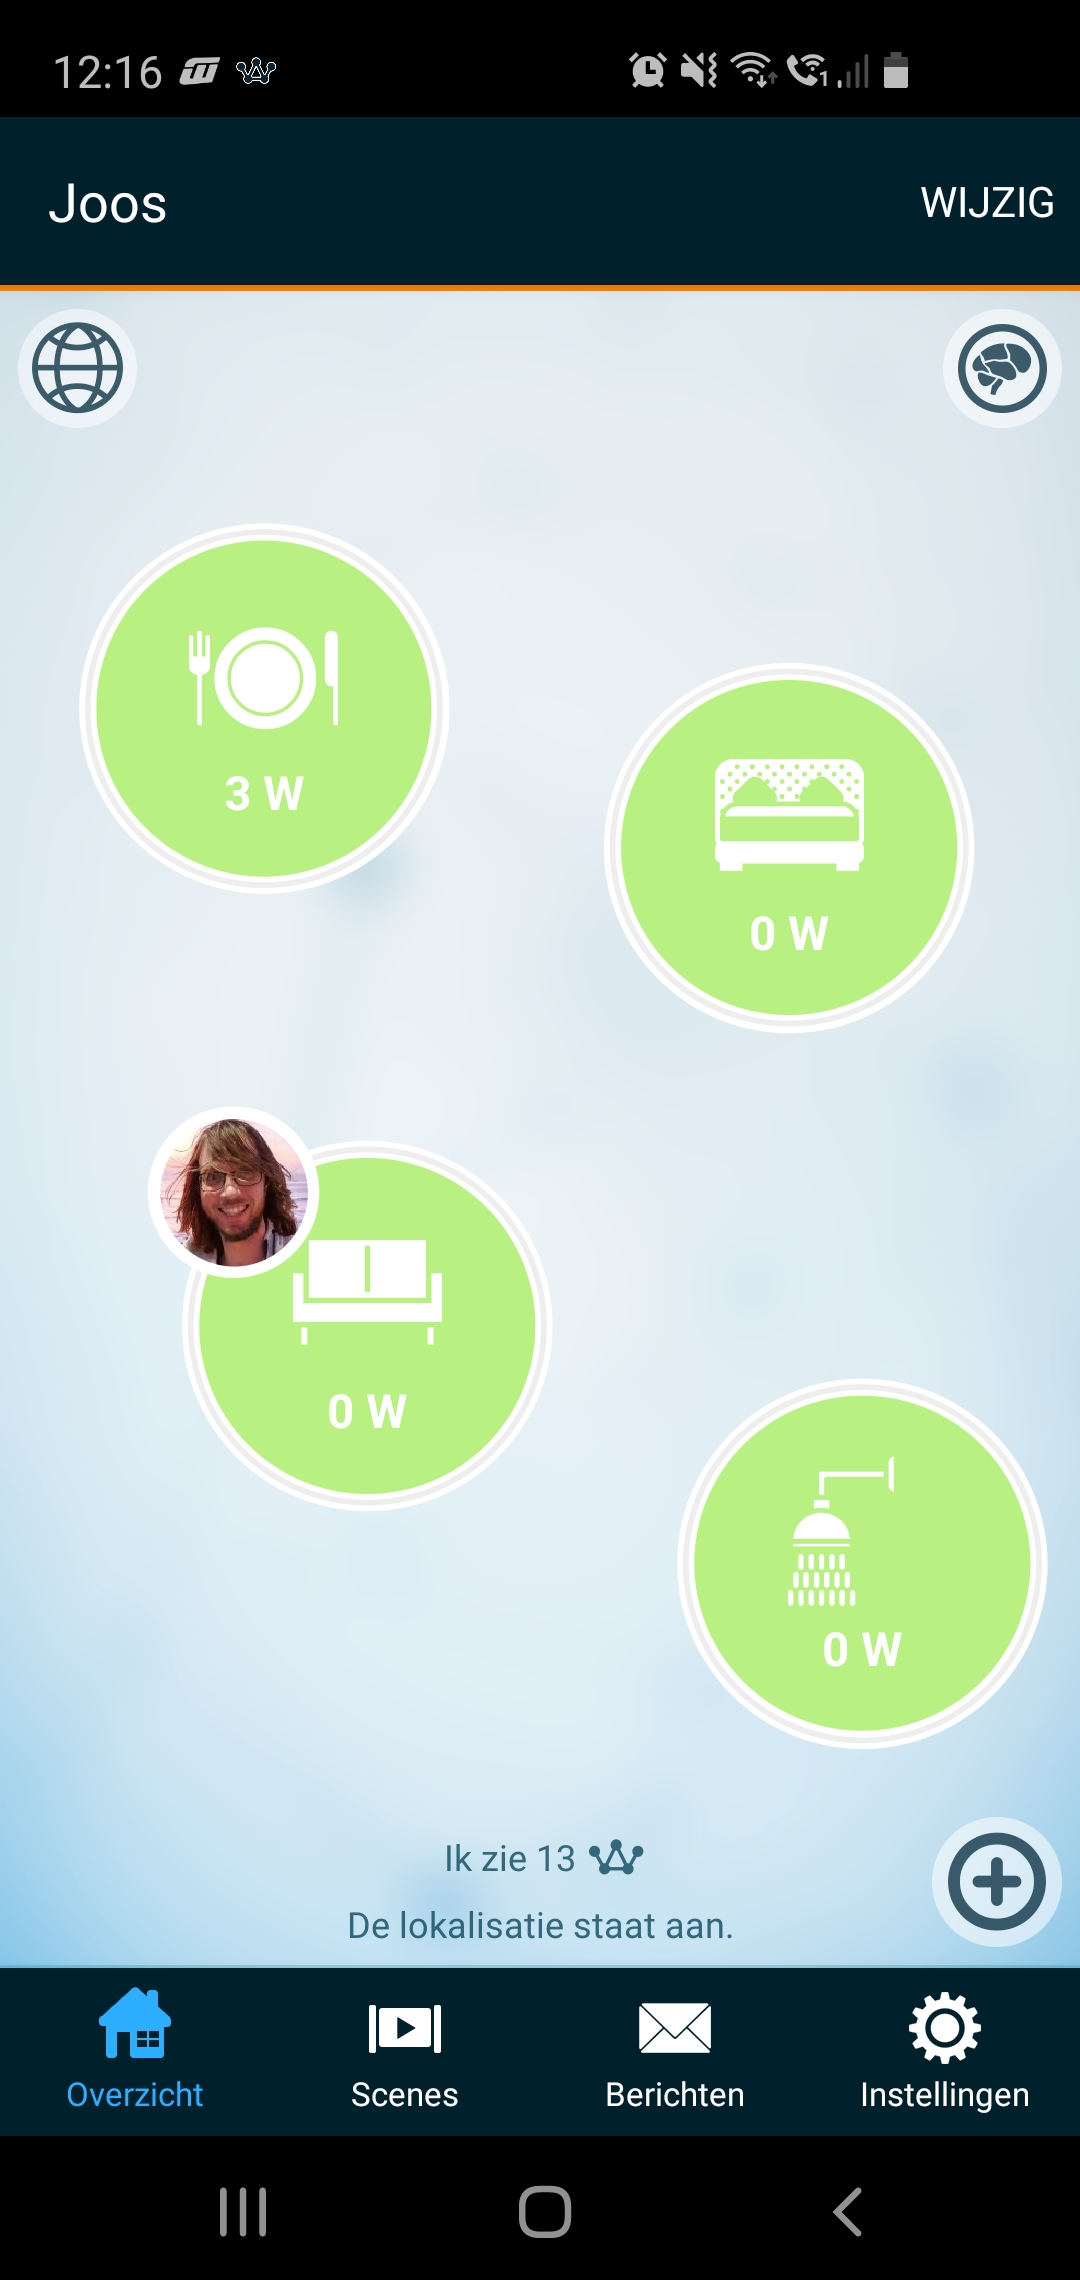 12:16
Joos
WIJZIG
3 W
0 W
0 W
0 W
Ik zie 13
De lokalisatie staat aan.
Overzicht
Scenes
Berichten
Instellingen